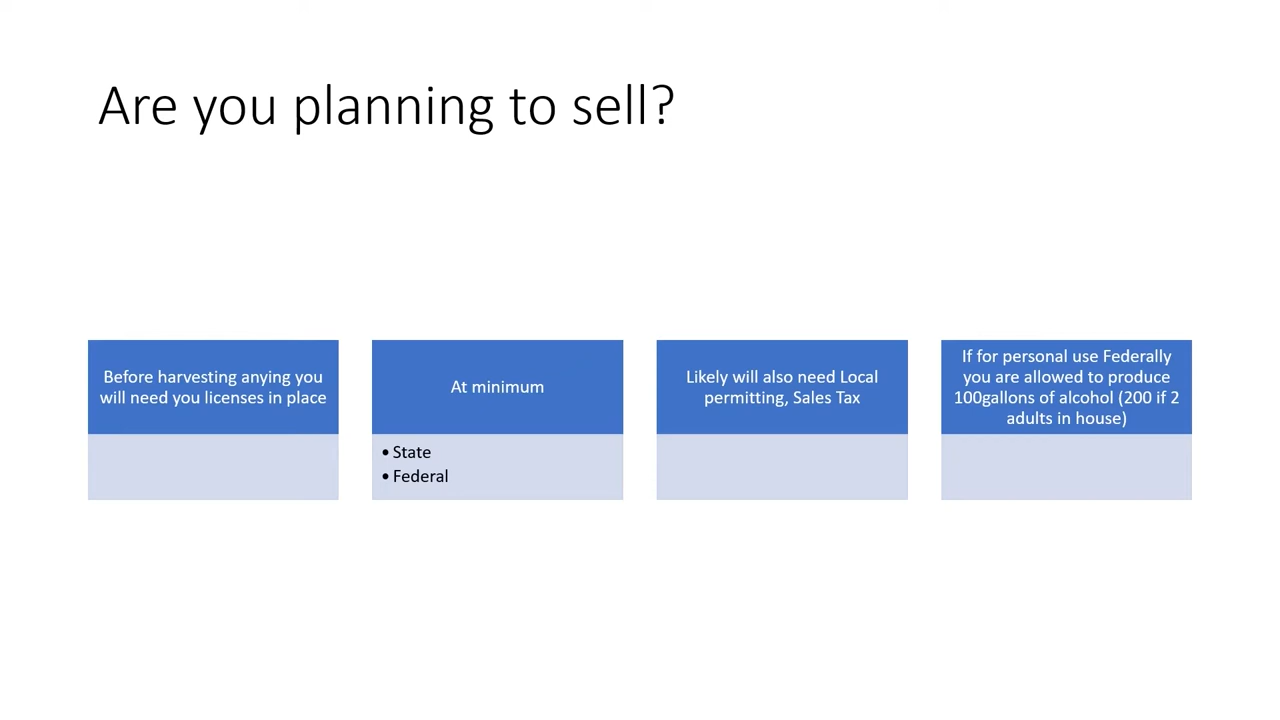 Are you planning to sell?
Before harvesting anying you
will need you licenses in place
At minimum
• State
• Federal
Likely will also need Local
permitting, Sales Tax
If for personal use Federally
you are allowed to produce
100gallons of alcohol (200 if 2
adults in house)